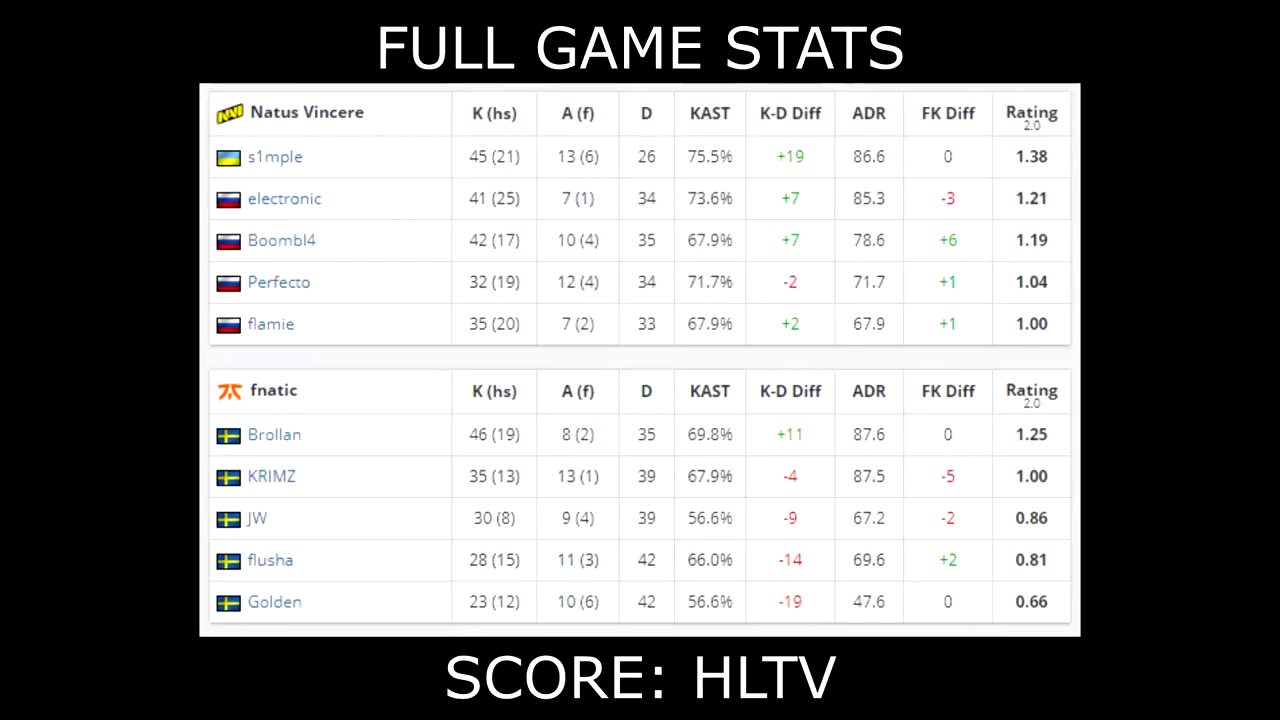 FULL GAME STATS
Natus Vincere K (hs) A (f) D KAST K-D Diff ADR FK Diff Rating 2.0
s1mple 45 (21) 13 (6) 26 75.5% +19 86.6 0 1.38
electronic 41 (25) 7 (1) 34 73.6% +7 85.3 -3 1.21
Boombl4 42 (17) 10 (4) 35 67.9% +7 78.6 +6 1.19
Perfecto 32 (19) 12 (4) 34 71.7% -2 71.7 +1 1.04
flamie 35 (20) 7 (2) 33 67.9% +2 67.9 +1 1.00
fnatic K (hs) A (f) D KAST K-D Diff ADR FK Diff Rating 2.0
Brollan 46 (19) 8 (2) 35 69.8% +11 87.6 0 1.25
KRIMZ 35 (13) 13 (1) 39 67.9% -4 87.5 -5 1.00
JW 30 (8) 9 (4) 39 56.6% -9 67.2 -2 0.86
flusha 28 (15) 11 (3) 42 66.0% -14 69.6 +2 0.81
Golden 23 (12) 10 (6) 42 56.6% -19 47.6 0 0.66
SCORE: HLTV